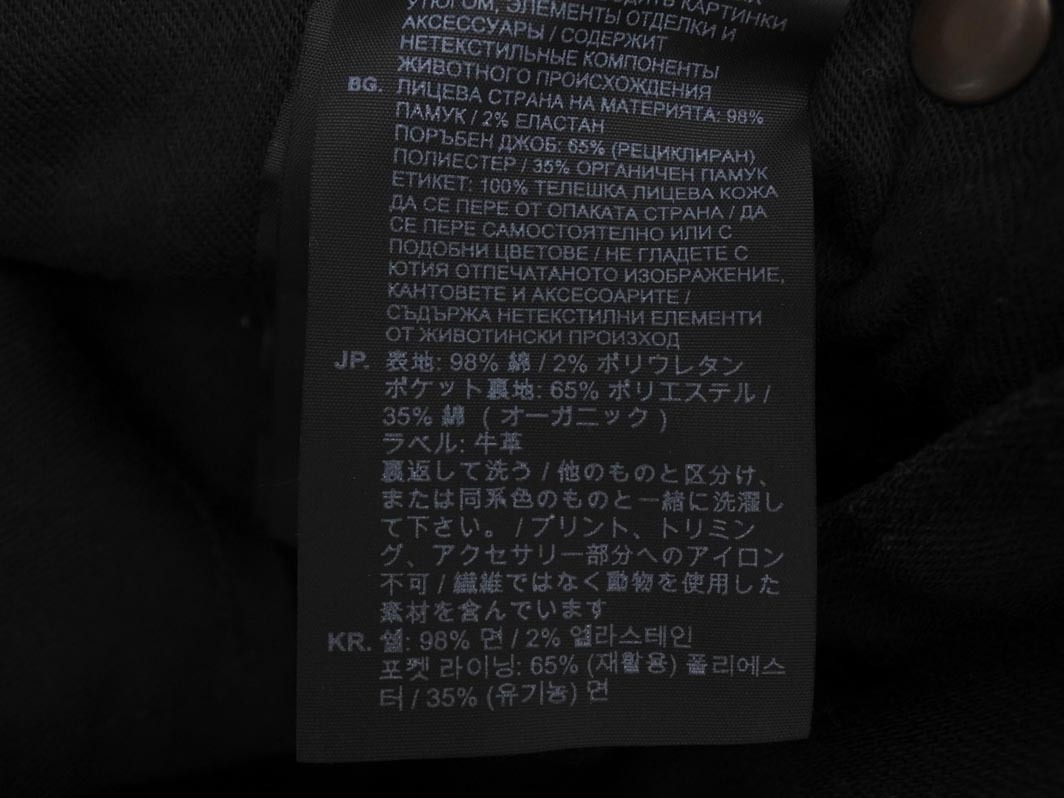 КАРТИНКИ
УТЮГОМ, ЭЛЕМЕНТЫ ОТДЕЛКИ И
АКСЕССУАРЫ / СОДЕРЖИТ
НЕТЕКСТИЛЬНЫЕ КОМПОНЕНТЫ
ЖИВОТНОГО ПРОИСХОЖДЕНИЯ
BG. ЛИЦЕВА СТРАНА НА МАТЕРИЯТА: 98%
ПАМУК / 2% ЕЛАСТАН
ПОРЪБЕН ДЖОБ: 65% (РЕЦИКЛИРАН)
ПОЛИЕСТЕР / 35% ОРГАНИЧЕН ПАМУК
ЕТИКЕТ: 100% ТЕЛЕШКА ЛИЦЕВА КОЖА
ДА СЕ ПЕРЕ ОТ ОПАКАТА СТРАНА / ДА
СЕ ПЕРЕ САМОСТОЯТЕЛНО ИЛИ С
ПОДОБНИ ЦВЕТОВЕ / НЕ ГЛАДЕТЕ С
ЮТИЯ ОТПЕЧАТАНОТО ИЗОБРАЖЕНИЕ,
КАНТОВЕТЕ И АКСЕСОАРИТЕ /
СЪДЪРЖА НЕТЕКСТИЛНИ ЕЛЕМЕНТИ
ОТ ЖИВОТИНСКИ ПРОИЗХОД
JP. 表地: 98% 綿 / 2% ポリウレタン
ポケット裏地: 65% ポリエステル /
35% 綿 ( オーガニック )
ラベル: 牛革
裏返して洗う / 他のものと区分け、
または同系色のものと一緒に洗濯し
て下さい。 / プリント、トリミン
グ、アクセサリー部分へのアイロン
不可 / 繊維ではなく動物を使用した
素材を含んでいます
KR. 쉘: 98% 면 / 2% 엘라스테인
포켓 라이닝: 65% (재활용) 폴리에스
터 / 35% (유기농) 면